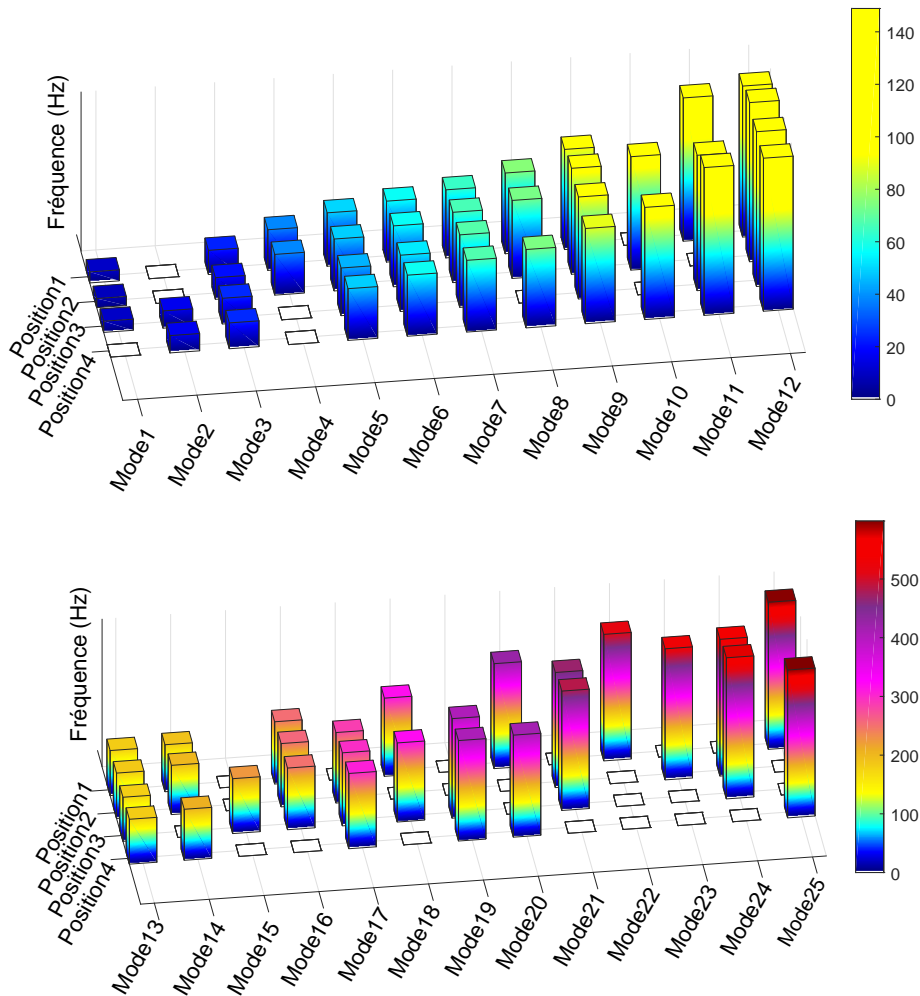 Fréquence (Hz)
Position1
Position2
Position3
Position4
Mode1
Mode2
Mode3
Mode4
Mode5
Mode6
Mode7
Mode8
Mode9
Mode10
Mode11
Mode12
140
120
100
80
60
40
20
0
Fréquence (Hz)
Position1
Position2
Position3
Position4
Mode13
Mode14
Mode15
Mode16
Mode17
Mode18
Mode19
Mode20
Mode21
Mode22
Mode23
Mode24
Mode25
500
400
300
200
100
0